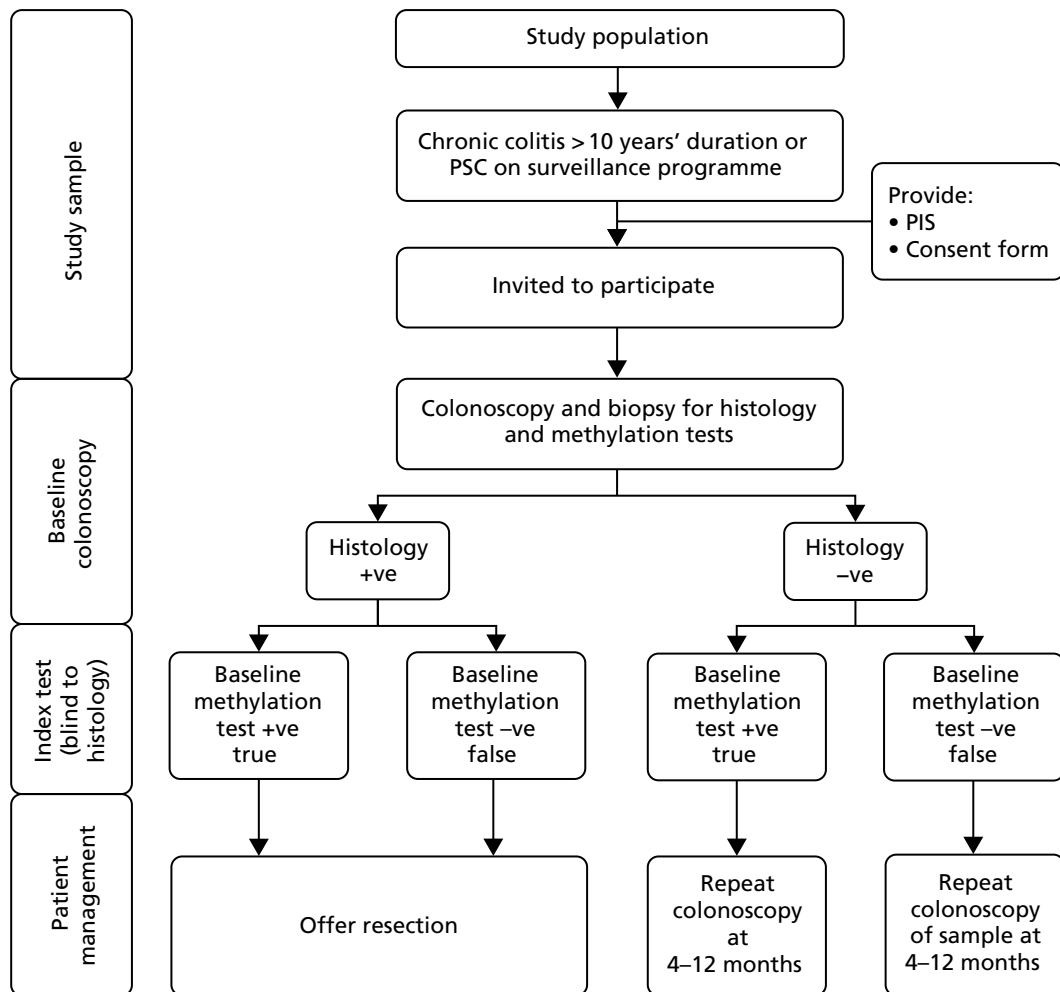 Study sample
Study population
Chronic colitis > 10 years' duration or
PSC on surveillance programme
Provide:
• PIS
• Consent form
Invited to participate
Baseline
colonoscopy
Colonoscopy and biopsy for histology
and methylation tests
Histology
+ve
Histology
–ve
Index test
(blind to
histology)
Baseline
methylation
test +ve
true
Baseline
methylation
test –ve
false
Baseline
methylation
test +ve
true
Baseline
methylation
test –ve
false
Patient
management
Offer resection
Repeat
colonoscopy
at
4–12 months
Repeat
colonoscopy
of sample at
4–12 months